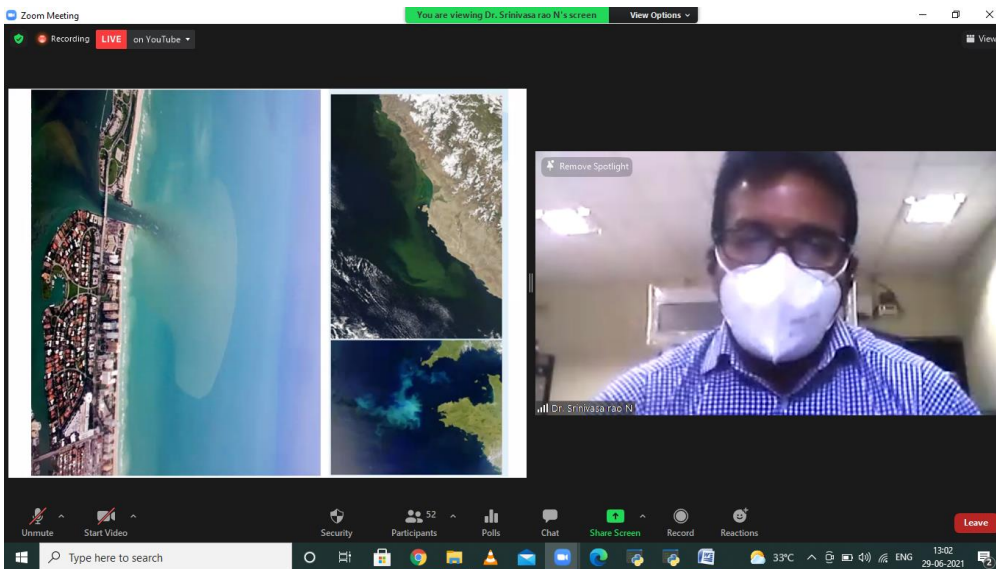 Zoom Meeting
You are viewing Dr. Srinivasa rao N's screen
View Options
Recording
LIVE
on YouTube
View
Remove Spotlight
Dr. Srinivasa rao N
Unmute
Start Video
Security
52
Participants
Polls
Chat
Share Screen
Record
Reactions
Leave
Type here to search
33°C
ENG
13:02
29-06-2021
2